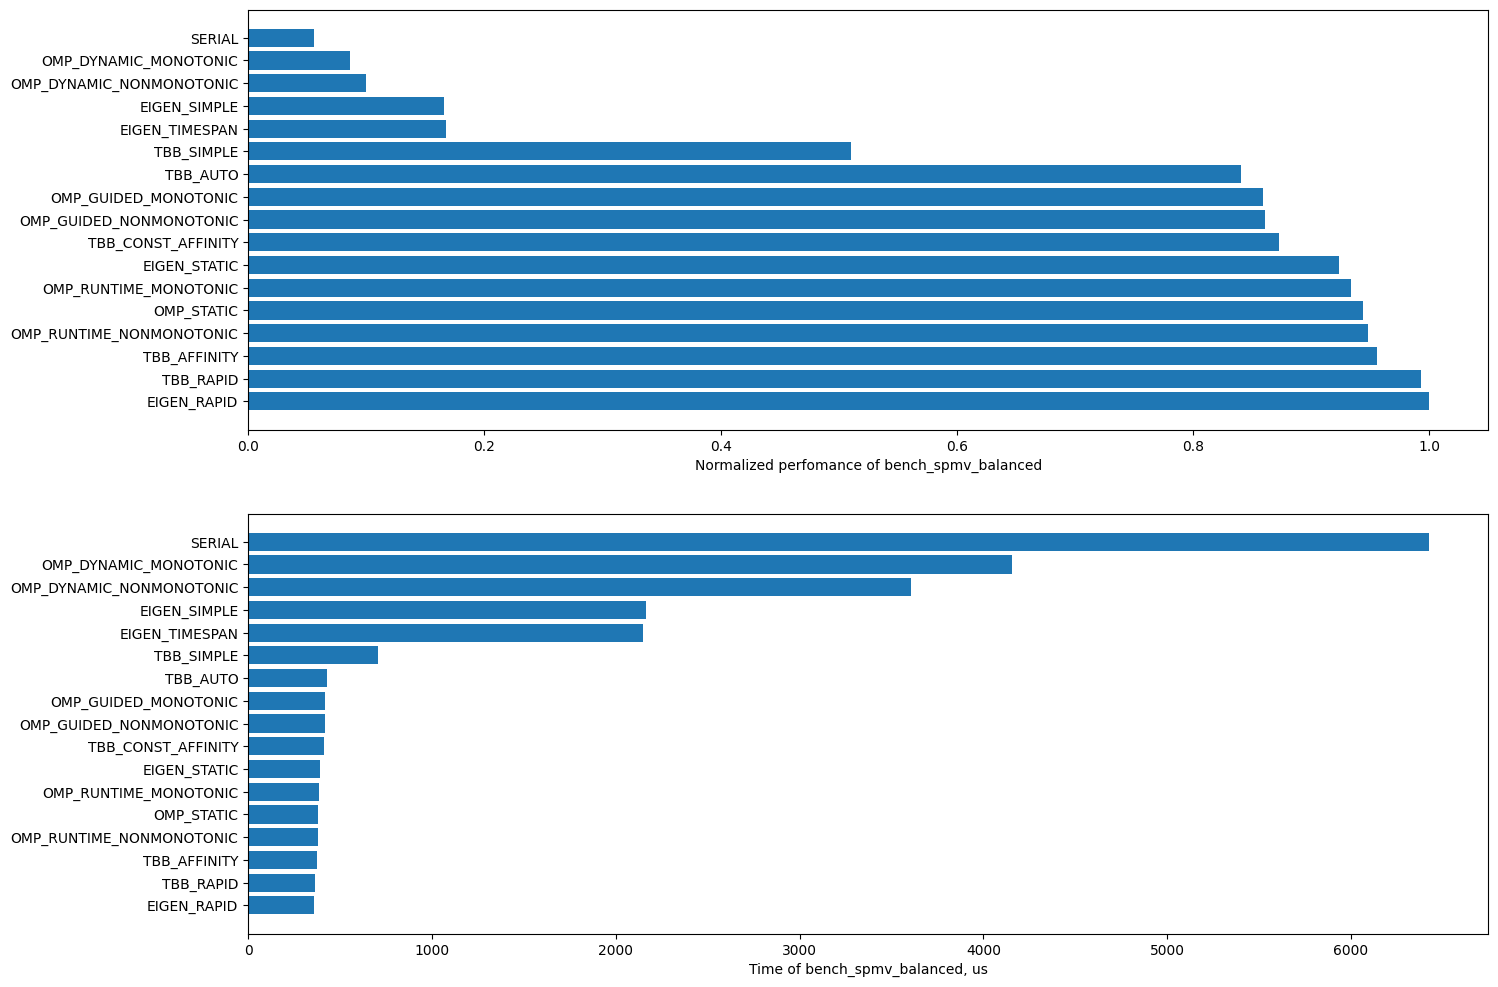 SERIAL
OMP_DYNAMIC_MONOTONIC
OMP_DYNAMIC_NONMONOTONIC
EIGEN_SIMPLE
EIGEN_TIMESPAN
TBB_SIMPLE
TBB_AUTO
OMP_GUIDED_MONOTONIC
OMP_GUIDED_NONMONOTONIC
TBB_CONST_AFFINITY
EIGEN_STATIC
OMP_RUNTIME_MONOTONIC
OMP_STATIC
OMP_RUNTIME_NONMONOTONIC
TBB_AFFINITY
TBB_RAPID
EIGEN_RAPID
0.0 0.2 0.4 0.6 0.8 1.0
Normalized perfomance of bench_spmv_balanced
SERIAL
OMP_DYNAMIC_MONOTONIC
OMP_DYNAMIC_NONMONOTONIC
EIGEN_SIMPLE
EIGEN_TIMESPAN
TBB_SIMPLE
TBB_AUTO
OMP_GUIDED_MONOTONIC
OMP_GUIDED_NONMONOTONIC
TBB_CONST_AFFINITY
EIGEN_STATIC
OMP_RUNTIME_MONOTONIC
OMP_STATIC
OMP_RUNTIME_NONMONOTONIC
TBB_AFFINITY
TBB_RAPID
EIGEN_RAPID
0 1000 2000 3000 4000 5000 6000
Time of bench_spmv_balanced, us